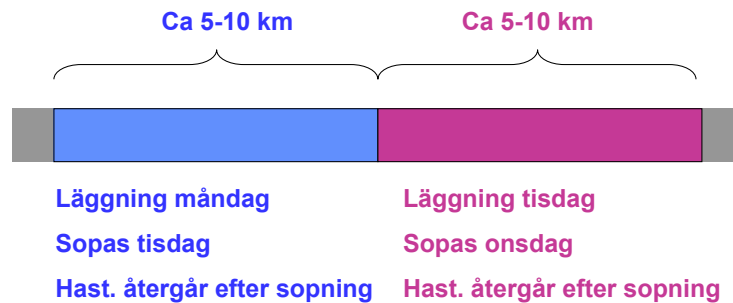 Ca 5-10 km
Ca 5-10 km
Läggning måndag
Sopas tisdag
Hast. återgår efter sopning
Läggning tisdag
Sopas onsdag
Hast. återgår efter sopning